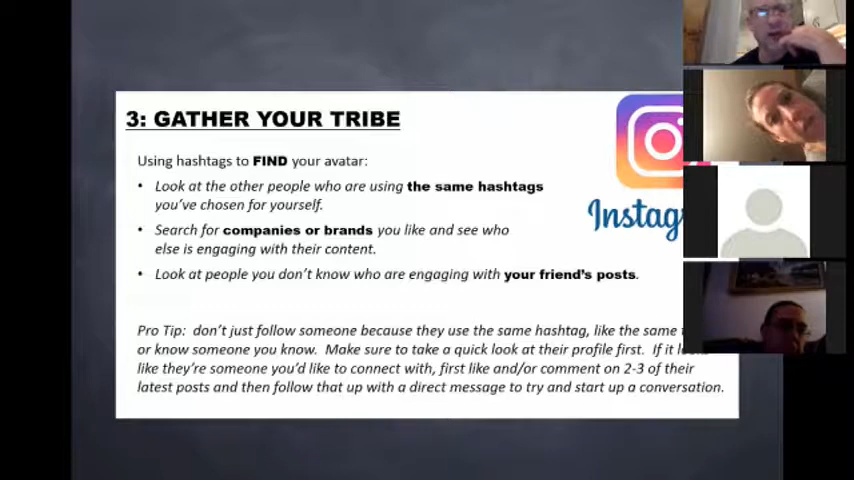 3: GATHER YOUR TRIBE
Using hashtags to FIND your avatar:
• Look at the other people who are using the same hashtags
you've chosen for yourself.
• Search for companies or brands you like and see who
else is engaging with their content.
• Look at people you don't know who are engaging with your friend's posts.
Pro Tip: don't just follow someone because they use the same hashtag, like the same
or know someone you know. Make sure to take a quick look at their profile first. If it
like they're someone you'd like to connect with, first like and/or comment on 2-3 of their
latest posts and then follow that up with a direct message to try and start up a conversation.
Instag